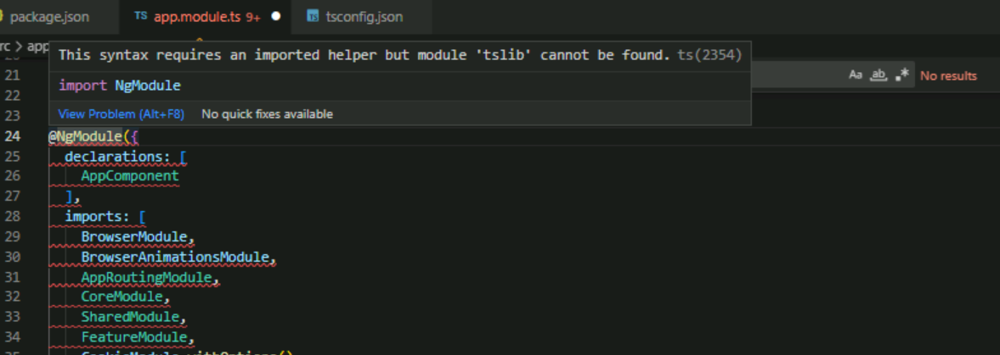 package.json TS app.module.ts 9+ TS tsconfig.json
rc > app
This syntax requires an imported helper but module 'tslib' cannot be found. ts(2354)
import NgModule
View Problem (Alt+F8) No quick fixes available
Aa ab .* No results
21
22
23
24 @NgModule({
25 declarations: [
26 AppComponent
27 ],
28 imports: [
29 BrowserModule,
30 BrowserAnimationsModule,
31 AppRoutingModule,
32 CoreModule,
33 SharedModule,
34 FeatureModule,